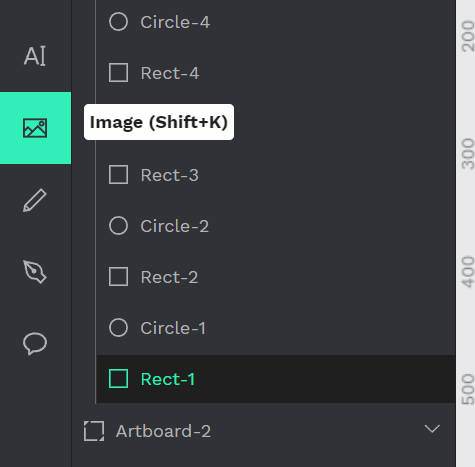 Circle-4
AI
Rect-4
Image (Shift+K)
Rect-3
Circle-2
Rect-2
Circle-1
Rect-1
Artboard-2
200
300
400
500